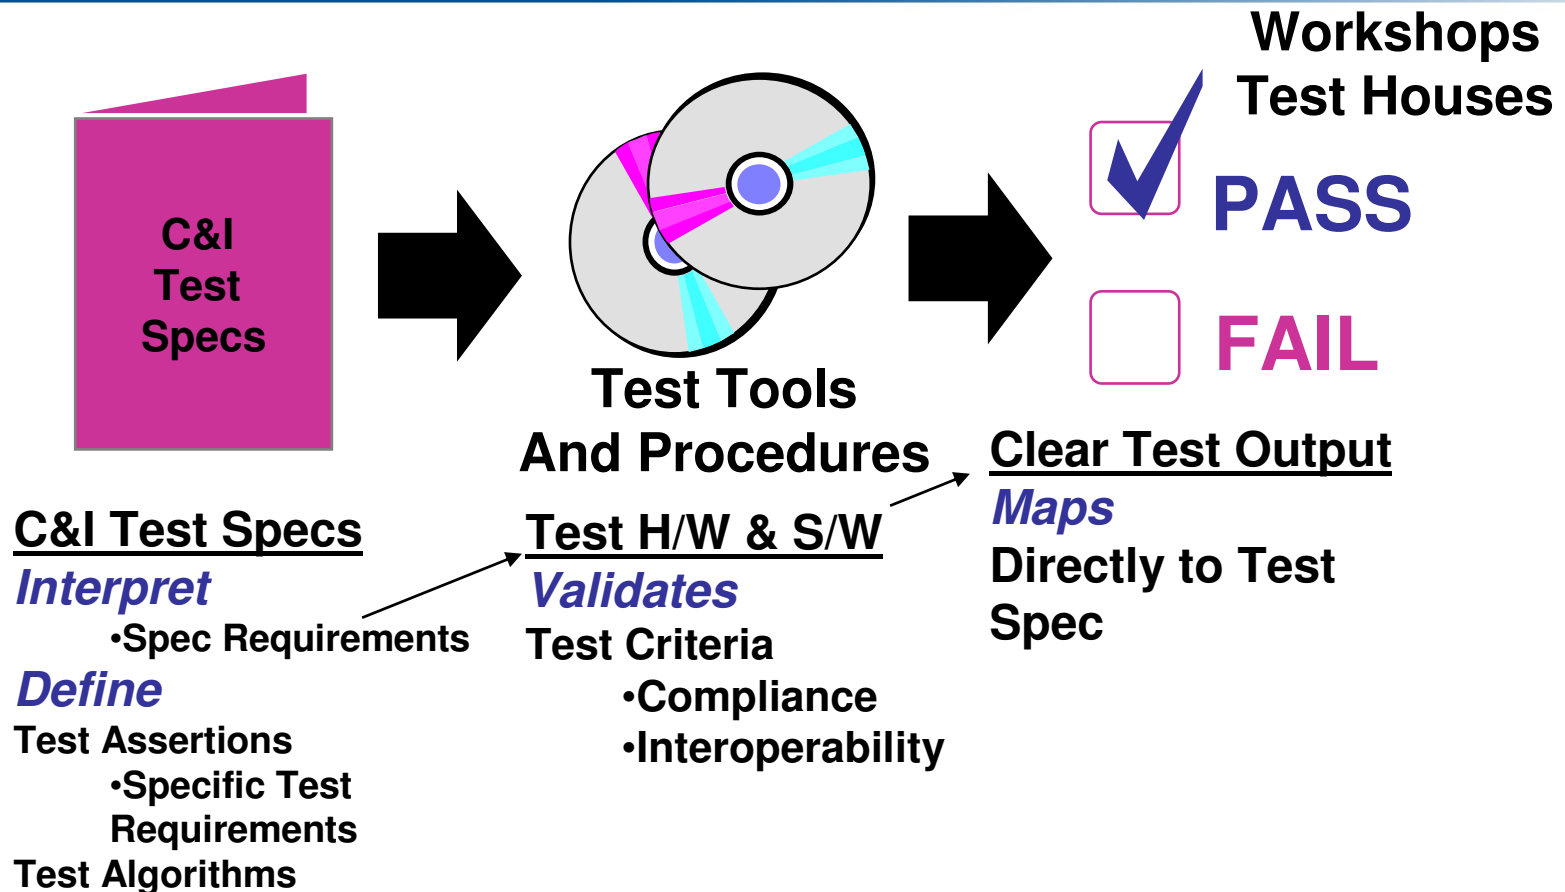 C&I
Test
Specs
Test Tools
And Procedures
Workshops
Test Houses
PASS
FAIL
C&I Test Specs
Interpret
•Spec Requirements
Define
Test Assertions
•Specific Test
Requirements
Test Algorithms
Test H/W & S/W
Validates
Test Criteria
•Compliance
•Interoperability
Clear Test Output
Maps
Directly to Test
Spec